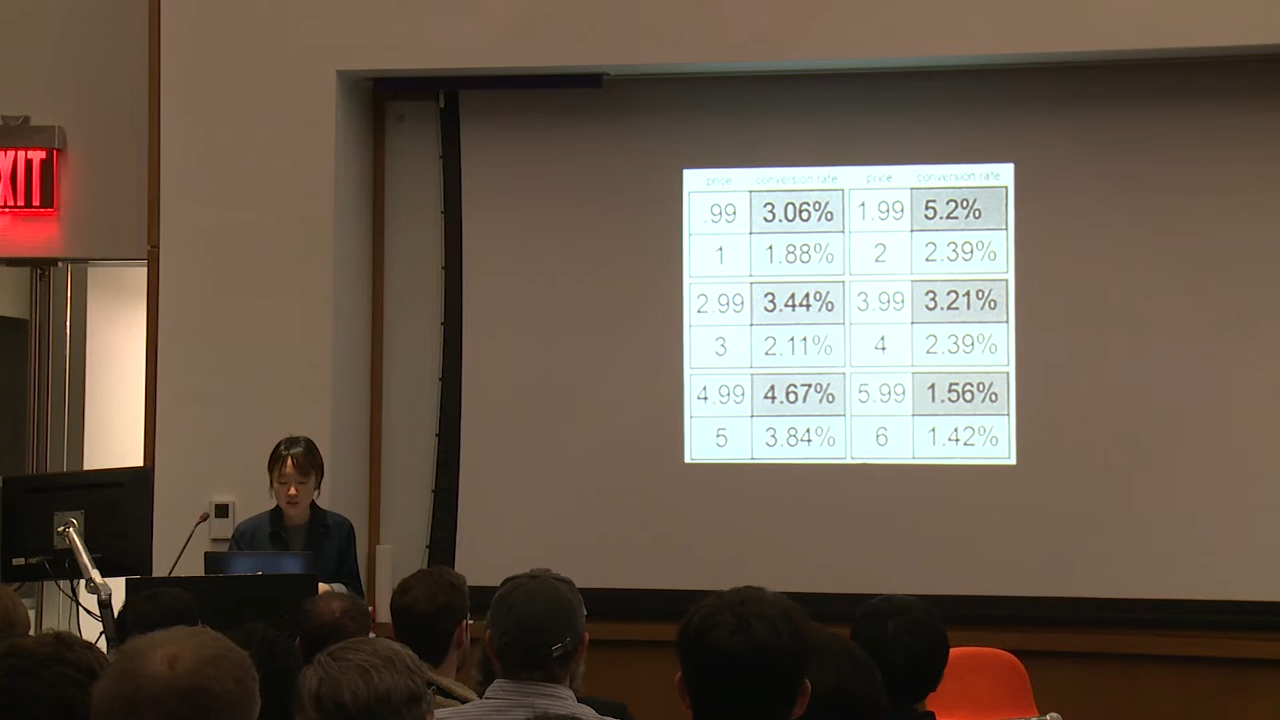 XIT
price conversion rate price conversion rate
.99 3.06% 1.99 5.2%
1 1.88% 2 2.39%
2.99 3.44% 3.99 3.21%
3 2.11% 4 2.39%
4.99 4.67% 5.99 1.56%
5 3.84% 6 1.42%